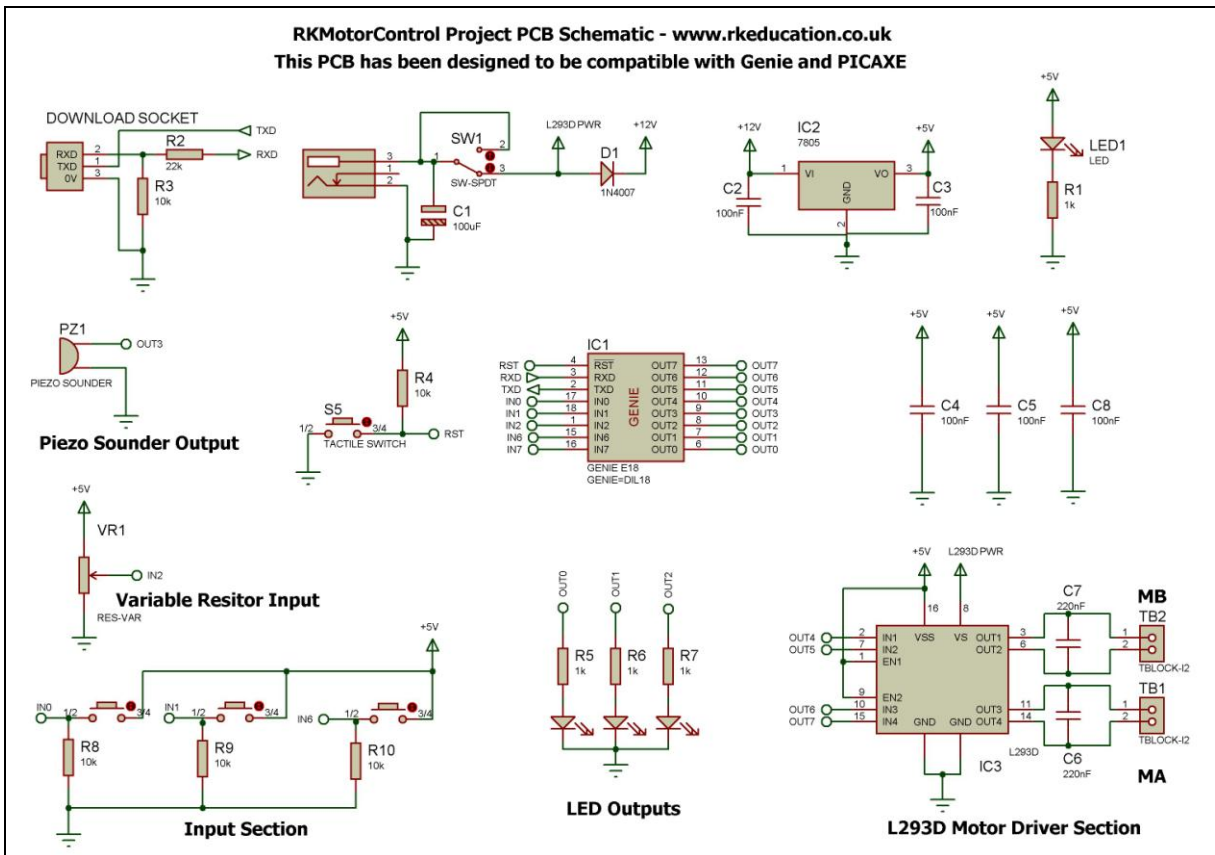 RKMotorControl Project PCB Schematic - www.rkeducation.co.uk
This PCB has been designed to be compatible with Genie and PICAXE
DOWNLOAD SOCKET
RXD 2
TXD 1
0V 3
R2
22k
TXD
RXD
R3
10k
3
1
2
C1
100uF
SW1
1
2
3
SW-SPDT
L293D PWR
D1
1N4007
+12V
+12V
IC2
7805
+5V
1 VI VO 3
GND
2
C2
100nF
C3
100nF
+5V
LED1
LED
R1
1k
PZ1
OUT3
PIEZO SOUNDER
Piezo Sounder Output
+5V
R4
10k
S5
1/2 3/4
RST
TACTILE SWITCH
IC1
RST 4 RST OUT7 13 OUT7
RXD 3 RXD OUT6 12 OUT6
TXD 2 TXD OUT5 11 OUT5
IN0 17 IN0 OUT4 10 OUT4
IN1 18 IN1 OUT3 9 OUT3
IN2 1 IN2 OUT2 8 OUT2
IN6 15 IN6 OUT1 7 OUT1
IN7 16 IN7 OUT0 6 OUT0
GENIE
GENIE E18
GENIE=DIL18
+5V
C4
100nF
+5V
C5
100nF
+5V
C8
100nF
+5V
VR1
IN2
RES-VAR
Variable Resitor Input
+5V
IN0 1/2 3/4
IN1 1/2 3/4
IN6 1/2 3/4
R8
10k
R9
10k
R10
10k
Input Section
OUT0
OUT1
OUT2
R5
1k
R6
1k
R7
1k
LED Outputs
+5V
L293D PWR
16
8
VSS VS
OUT4 2 IN1 OUT1 3
OUT5 7 IN2 OUT2 6
1 EN1
9 EN2
OUT6 10 IN3 OUT3 11
OUT7 15 IN4 OUT4 14
GND GND
IC3
L293D
C7
220nF
MB
TB2
1
2
TBLOCK-I2
TB1
1
2
TBLOCK-I2
C6
220nF
MA
L293D Motor Driver Section